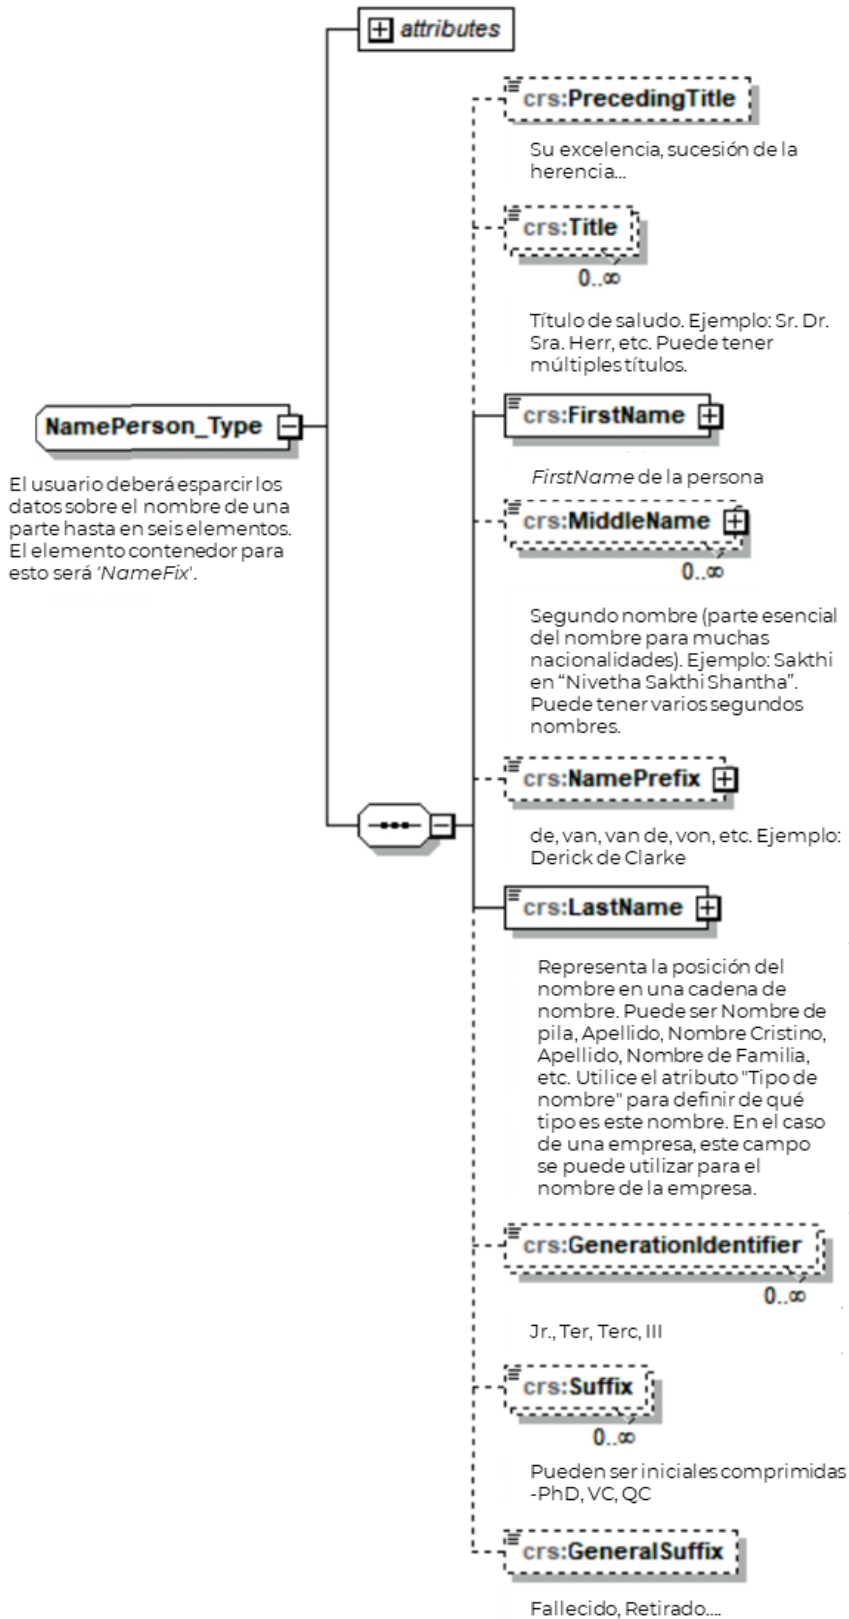 attributes
crs:PrecedingTitle
Su excelencia, sucesión de la
herencia...
crs:Title
0..∞
Título de saludo. Ejemplo: Sr. Dr.
Sra. Herr, etc. Puede tener
múltiples títulos.
NamePerson_Type
El usuario deberá esparcir los
datos sobre el nombre de una
parte hasta en seis elementos.
El elemento contenedor para
esto será 'NameFix'.
crs:FirstName
FirstName de la persona
crs:MiddleName
0..∞
Segundo nombre (parte esencial
del nombre para muchas
nacionalidades). Ejemplo: Sakthi
en “Nivetha Sakthi Shantha”.
Puede tener varios segundos
nombres.
crs:NamePrefix
de, van, van de, von, etc. Ejemplo:
Derick de Clarke
crs:LastName
Representa la posición del
nombre en una cadena de
nombre. Puede ser Nombre de
pila, Apellido, Nombre Cristino,
Apellido, Nombre de Familia,
etc. Utilice el atributo "Tipo de
nombre" para definir de qué
tipo es este nombre. En el caso
de una empresa, este campo
se puede utilizar para el
nombre de la empresa.
crs:GenerationIdentifier
0..∞
Jr., Ter, Terc, III
crs:Suffix
0..∞
Pueden ser iniciales comprimidas
-PhD, VC, QC
crs:GeneralSuffix
Fallecido, Retirado....